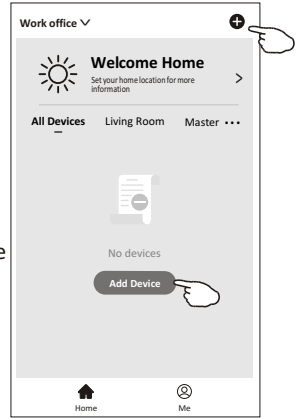 Work office
Welcome Home
Set your home location for more
information
All Devices Living Room Master
No devices
Add Device
Home Me